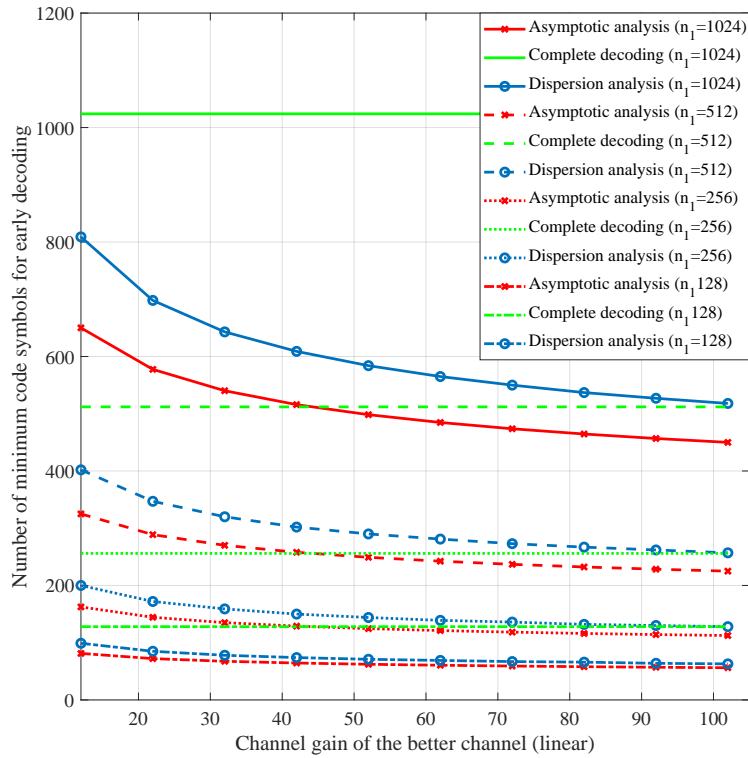 1200
1000
800
600
400
200
0
Number of minimum code symbols for early decoding
Asymptotic analysis (n1=1024)
Complete decoding (n1=1024)
Dispersion analysis (n1=1024)
Asymptotic analysis (n1=512)
Complete decoding (n1=512)
Dispersion analysis (n1=512)
Asymptotic analysis (n1=256)
Complete decoding (n1=256)
Dispersion analysis (n1=256)
Asymptotic analysis (n1128)
Complete decoding (n1128)
Dispersion analysis (n1=128)
20 30 40 50 60 70 80 90 100
Channel gain of the better channel (linear)